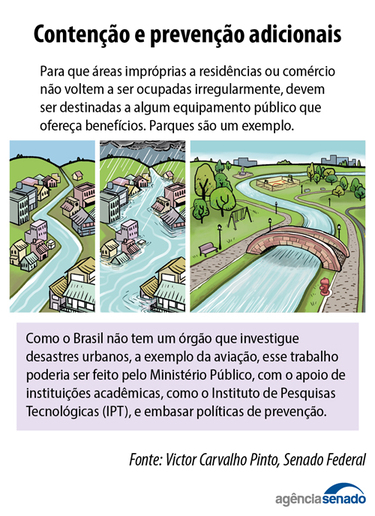 Contenção e prevenção adicionais
Para que áreas impróprias a residências ou comércio
não voltem a ser ocupadas irregularmente, devem
ser destinadas a algum equipamento público que
ofereça benefícios. Parques são um exemplo.
Como o Brasil não tem um órgão que investigue
desastres urbanos, a exemplo da aviação, esse trabalho
poderia ser feito pelo Ministério Público, com o apoio de
instituições acadêmicas, como o Instituto de Pesquisas
Tecnológicas (IPT), e embasar políticas de prevenção.
Fonte: Victor Carvalho Pinto, Senado Federal
agênciasenado